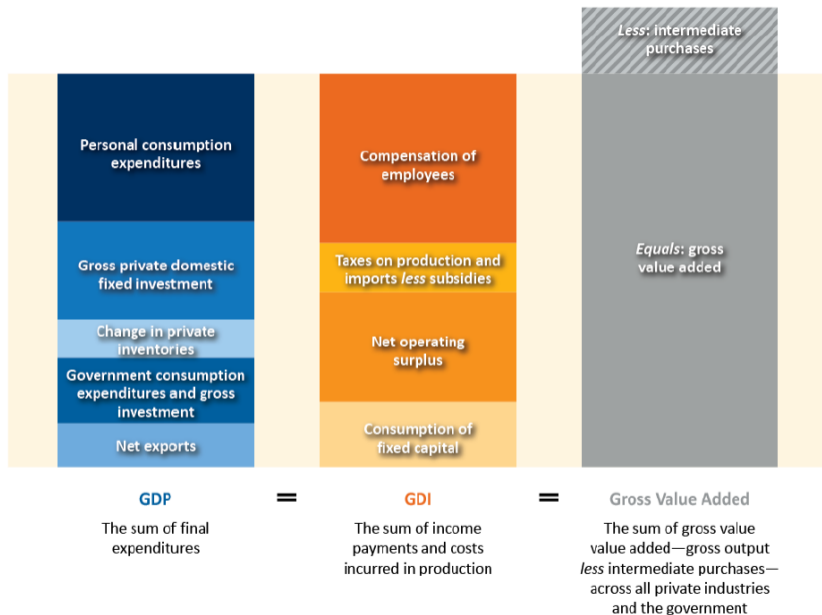 Less: intermediate
purchases
Personal consumption
expenditures
Gross private domestic
fixed investment
Change in private
inventories
Government consumption
expenditures and gross
investment
Net exports
Compensation of
employees
Taxes on production and
imports less subsidies
Net operating
surplus
Consumption of
fixed capital
Equals: gross
value added
GDP = GDI = Gross Value Added
The sum of final
expenditures
The sum of income
payments and costs
incurred in production
The sum of gross value
value added—gross output
less intermediate purchases—
across all private industries
and the government